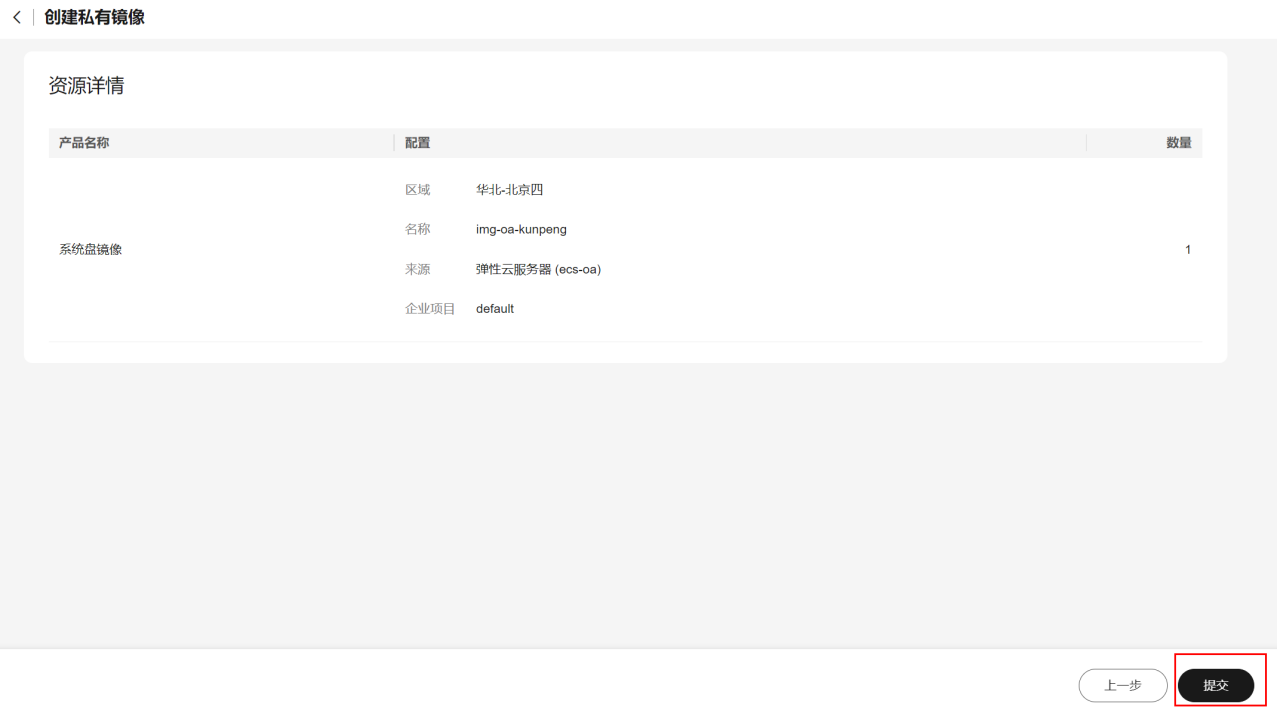 创建私有镜像
资源详情
产品名称 配置 数量
区域 华北-北京四
名称 img-oa-kunpeng
系统盘镜像 1
来源 弹性云服务器 (ecs-oa)
企业项目 default
上一步 提交